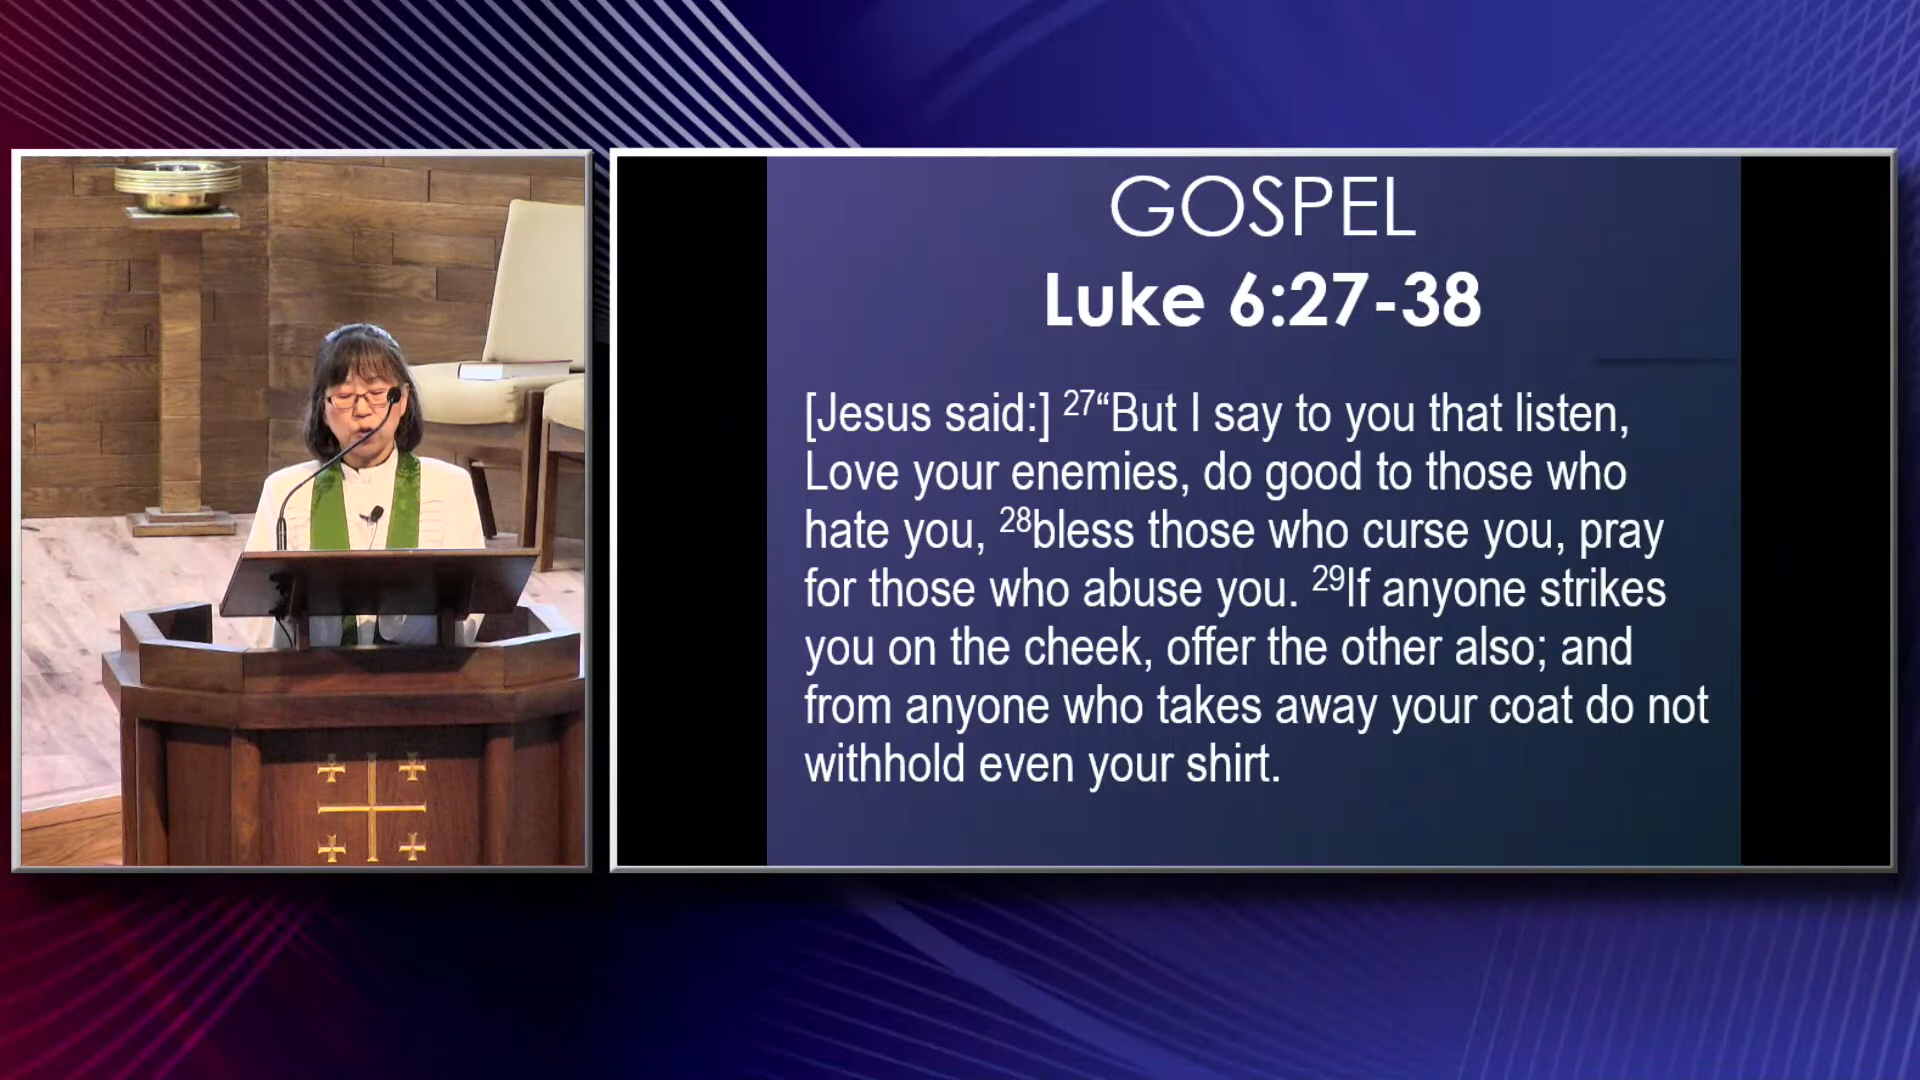 GOSPEL
Luke 6:27-38
[Jesus said:] 27“But I say to you that listen,
Love your enemies, do good to those who
hate you, 28bless those who curse you, pray
for those who abuse you. 29If anyone strikes
you on the cheek, offer the other also; and
from anyone who takes away your coat do not
withhold even your shirt.